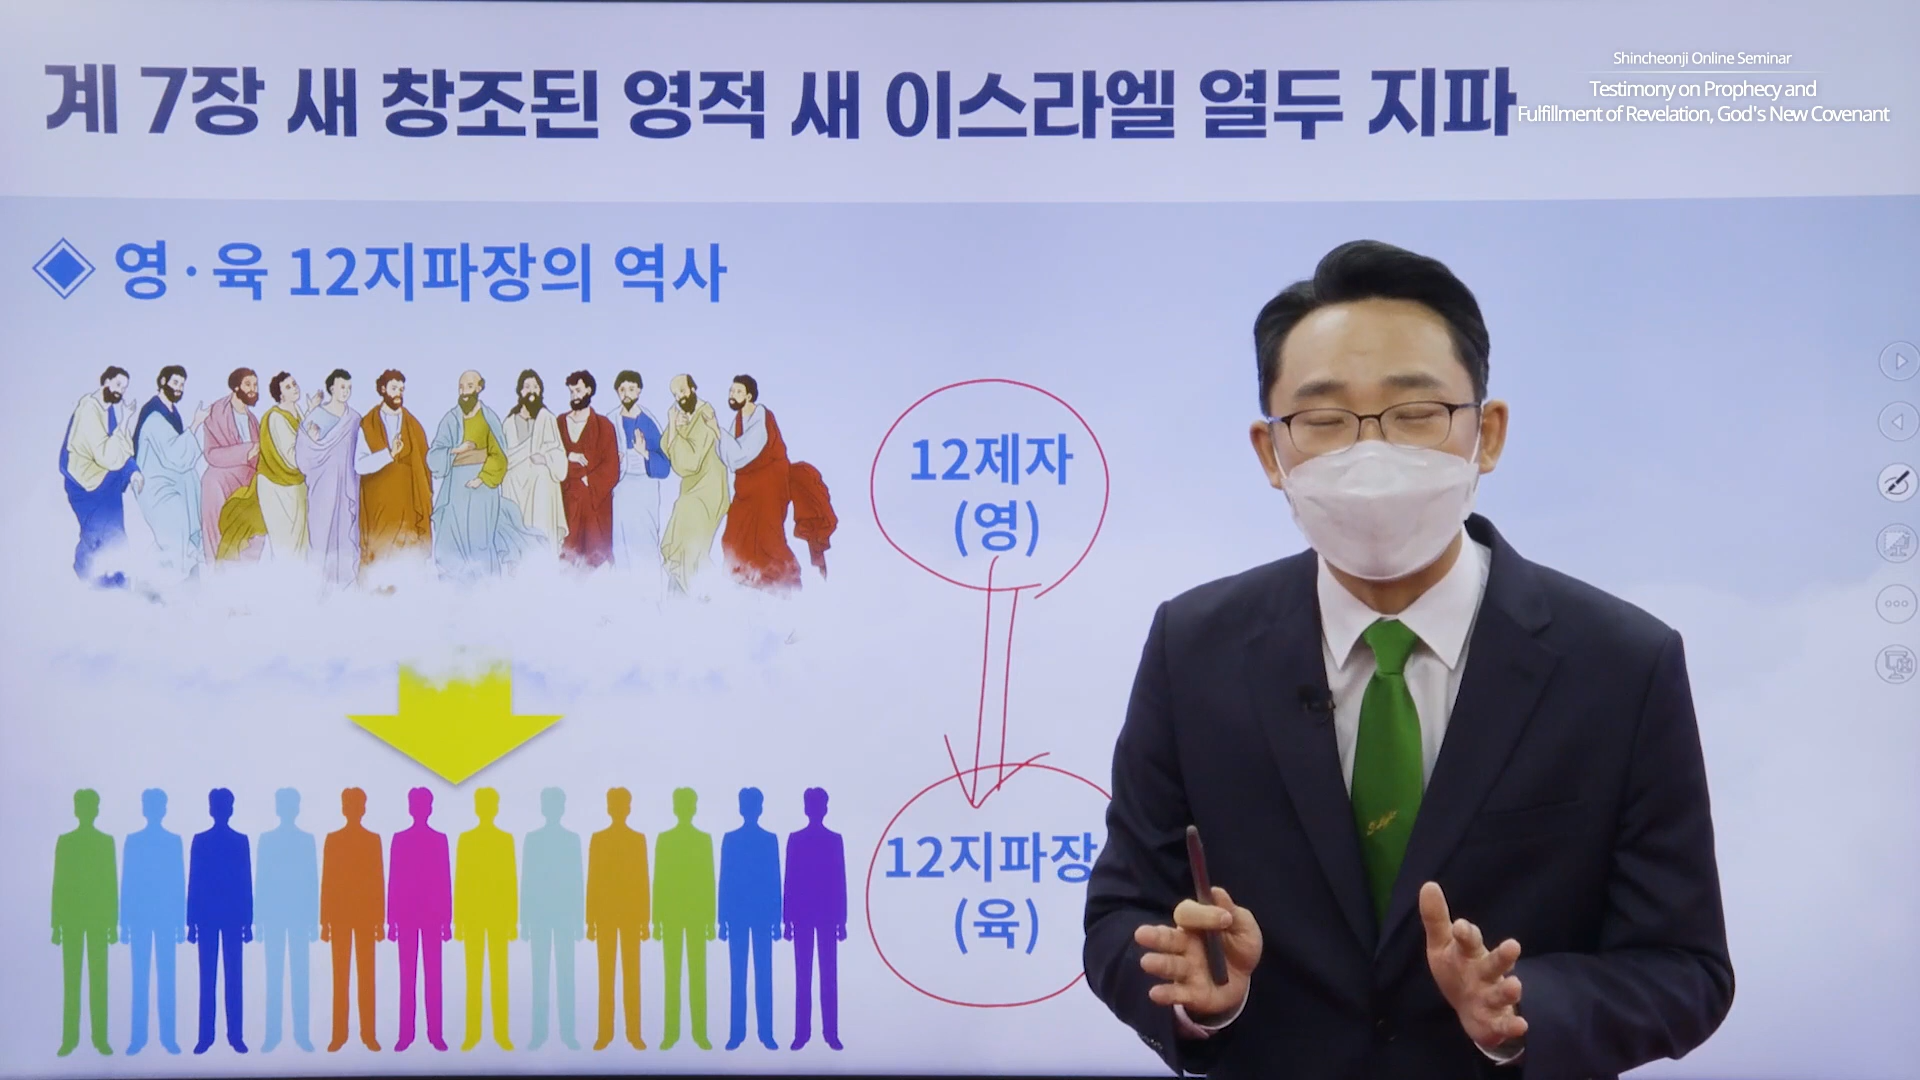 계 7장 새 창조된 영적 새 이스라엘 열두 지파
Shincheonji Online Seminar
Testimony on Prophecy and
Fulfillment of Revelation, God's New Covenant
영·육 12지파장의 역사
12제자
(영)
12지파장
(육)